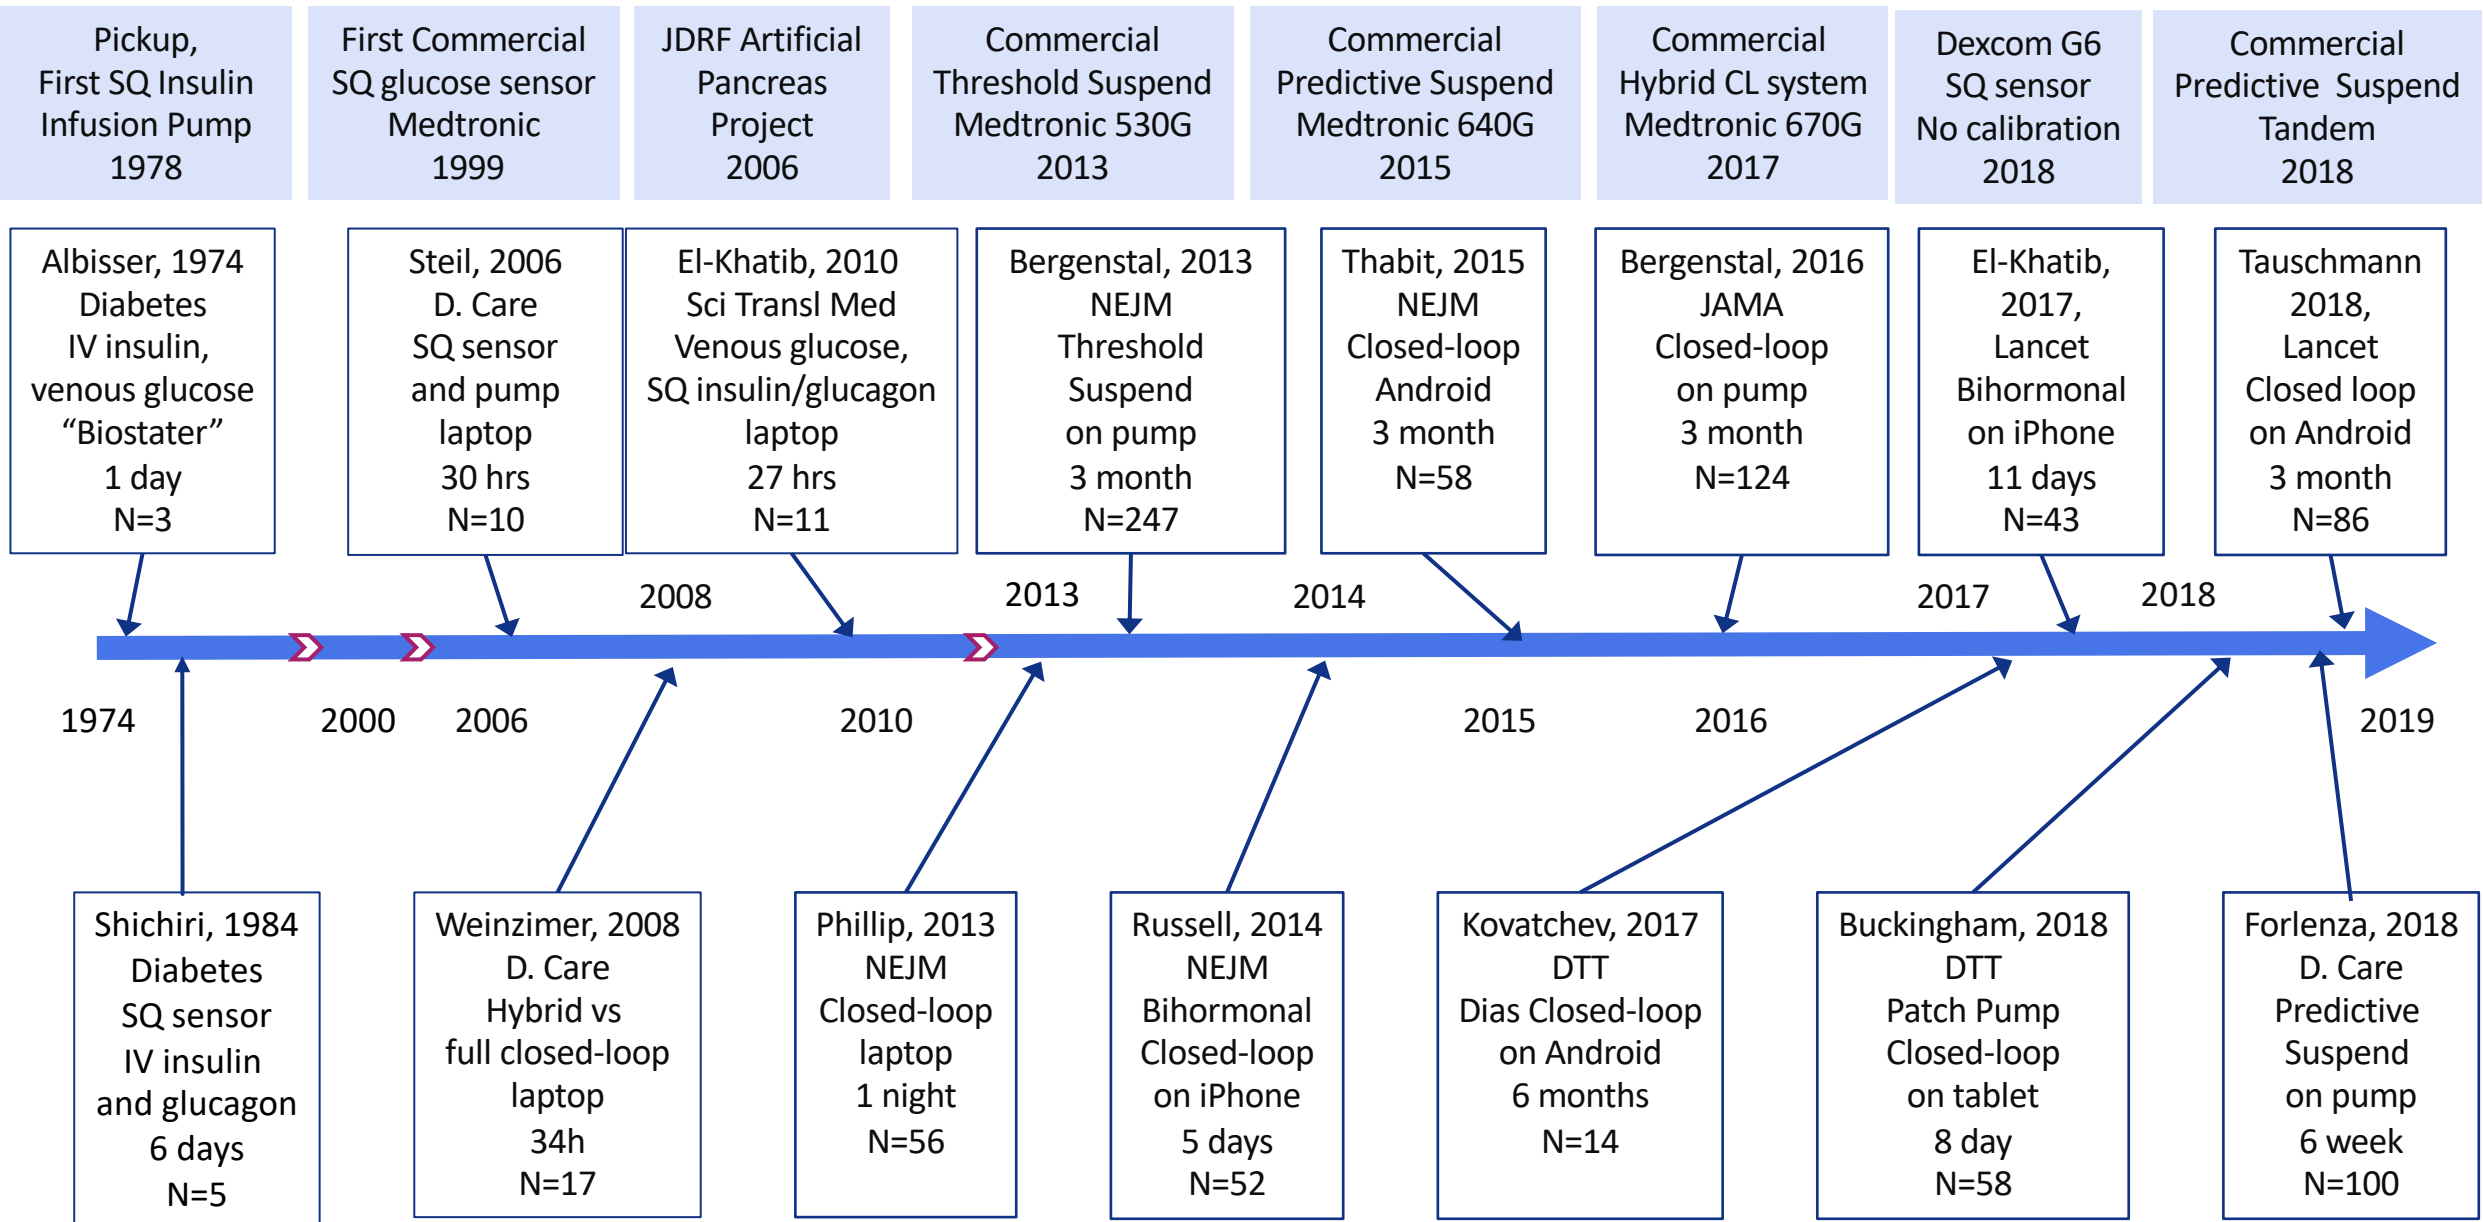 Pickup,
First SQ Insulin
Infusion Pump
1978
First Commercial
SQ glucose sensor
Medtronic
1999
JDRF Artificial
Pancreas
Project
2006
Commercial
Threshold Suspend
Medtronic 530G
2013
Commercial
Predictive Suspend
Medtronic 640G
2015
Commercial
Hybrid CL system
Medtronic 670G
2017
Dexcom G6
SQ sensor
No calibration
2018
Commercial
Predictive Suspend
Tandem
2018
Albisser, 1974
Diabetes
IV insulin,
venous glucose
“Biostater”
1 day
N=3
Steil, 2006
D. Care
SQ sensor
and pump
laptop
30 hrs
N=10
El-Khatib, 2010
Sci Transl Med
Venous glucose,
SQ insulin/glucagon
laptop
27 hrs
N=11
Bergenstal, 2013
NEJM
Threshold
Suspend
on pump
3 month
N=247
Thabit, 2015
NEJM
Closed-loop
Android
3 month
N=58
Bergenstal, 2016
JAMA
Closed-loop
on pump
3 month
N=124
El-Khatib,
2017,
Lancet
Bihormonal
on iPhone
11 days
N=43
Tauschmann
2018,
Lancet
Closed loop
on Android
3 month
N=86
2008
2013
2014
2017
2018
1974
2000
2006
2010
2015
2016
2019
Shichiri, 1984
Diabetes
SQ sensor
IV insulin
and glucagon
6 days
N=5
Weinzimer, 2008
D. Care
Hybrid vs
full closed-loop
laptop
34h
N=17
Phillip, 2013
NEJM
Closed-loop
laptop
1 night
N=56
Russell, 2014
NEJM
Bihormonal
Closed-loop
on iPhone
5 days
N=52
Kovatchev, 2017
DTT
Dias Closed-loop
on Android
6 months
N=14
Buckingham, 2018
DTT
Patch Pump
Closed-loop
on tablet
8 day
N=58
Forlenza, 2018
D. Care
Predictive
Suspend
on pump
6 week
N=100